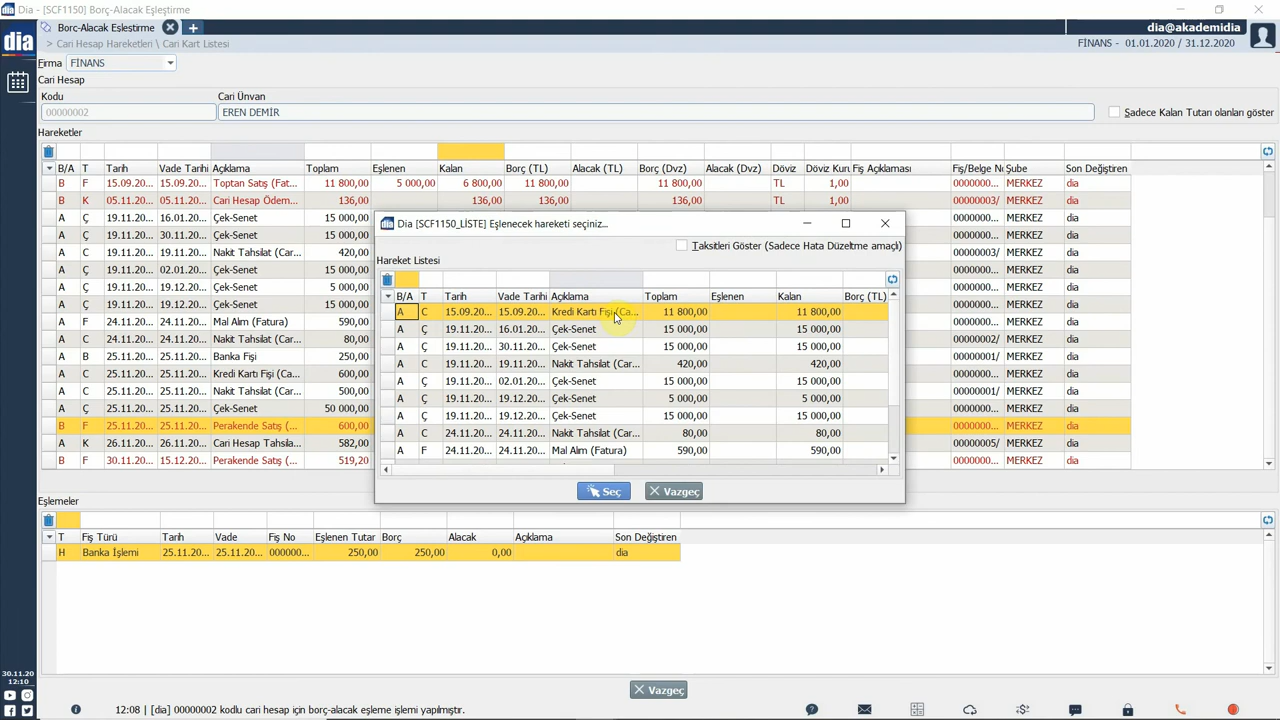 Dia - [SCF1150] Borç-Alacak Eşleştirme
dia Borç-Alacak Eşleştirme dia@akademidia
> Cari Hesap Hareketleri \ Cari Kart Listesi FİNANS - 01.01.2020 / 31.12.2020
Firma FİNANS
Cari Hesap
Kodu Cari Ünvan
00000002 EREN DEMİR Sadece Kalan Tutarı olanları göster
Hareketler
B/A T Tarih Vade Tarihi Açıklama Toplam Eşlenen Kalan Borç (TL) Alacak (TL) Borç (Dvz) Alacak (Dvz) Döviz Döviz Kuru Fiş Açıklaması Fiş/Belge No Şube Son Değiştiren
B F 15.09.20... 15.09.20... Toptan Satış (Fat... 11 800,00 5 000,00 6 800,00 11 800,00 11 800,00 TL 1,00 0000000... MERKEZ dia
B K 05.11.20... 05.11.20... Cari Hesap Ödem... 136,00 136,00 136,00 136,00 TL 1,00 00000003/ MERKEZ dia
A Ç 19.11.20... 16.01.20... Çek-Senet 15 000,00 0000000... MERKEZ dia
A Ç 19.11.20... 30.11.20... Çek-Senet 15 000,00 0000000... MERKEZ dia
A C 19.11.20... 19.11.20... Nakit Tahsilat (Car... 420,00 00000003/ MERKEZ dia
A Ç 19.11.20... 02.01.20... Çek-Senet 15 000,00 0000000... MERKEZ dia
A Ç 19.11.20... 19.12.20... Çek-Senet 5 000,00 0000000... MERKEZ dia
A Ç 19.11.20... 19.12.20... Çek-Senet 15 000,00 0000000... MERKEZ dia
A F 24.11.20... 24.11.20... Mal Alım (Fatura) 590,00 0000000... MERKEZ dia
A C 24.11.20... 24.11.20... Nakit Tahsilat (Car... 80,00 00000002/ MERKEZ dia
A B 25.11.20... 25.11.20... Banka Fişi 250,00 0000000... MERKEZ dia
A C 25.11.20... 25.11.20... Kredi Kartı Fişi (Ca... 600,00 0000000... MERKEZ dia
A C 25.11.20... 25.11.20... Nakit Tahsilat (Car... 500,00 00000001/ MERKEZ dia
A Ç 25.11.20... 25.11.20... Çek-Senet 50 000,00 0000000... MERKEZ dia
B F 25.11.20... 25.11.20... Perakende Satış (... 600,00 0000000... MERKEZ dia
A K 26.11.20... 26.11.20... Cari Hesap Tahsila... 582,00 00000005/ MERKEZ dia
B F 30.11.20... 15.12.20... Perakende Satış (... 519,20 0000000... MERKEZ dia
Dia [SCF1150_LİSTE] Eşlenecek hareketi seçiniz...
Taksitleri Göster (Sadece Hata Düzeltme amaçlı)
Hareket Listesi
B/A T Tarih Vade Tarihi Açıklama Toplam Eşlenen Kalan Borç (TL)
A C 15.09.20... 15.09.20... Kredi Kartı Fişi (Ca... 11 800,00 11 800,00
A Ç 19.11.20... 16.01.20... Çek-Senet 15 000,00 15 000,00
A Ç 19.11.20... 30.11.20... Çek-Senet 15 000,00 15 000,00
A C 19.11.20... 19.11.20... Nakit Tahsilat (Car... 420,00 420,00
A Ç 19.11.20... 02.01.20... Çek-Senet 15 000,00 15 000,00
A Ç 19.11.20... 19.12.20... Çek-Senet 5 000,00 5 000,00
A Ç 19.11.20... 19.12.20... Çek-Senet 15 000,00 15 000,00
A C 24.11.20... 24.11.20... Nakit Tahsilat (Car... 80,00 80,00
A F 24.11.20... 24.11.20... Mal Alım (Fatura) 590,00 590,00
Seç Vazgeç
Eşlemeler
T Fiş Türü Tarih Vade Fiş No Eşlenen Tutar Borç Alacak Açıklama Son Değiştiren
H Banka İşlemi 25.11.20... 25.11.20... 000000... 250,00 250,00 0,00 dia
30.11.20
12:10
Vazgeç
12:08 | [dia] 00000002 kodlu cari hesap için borç-alacak eşleme işlemi yapılmıştır.